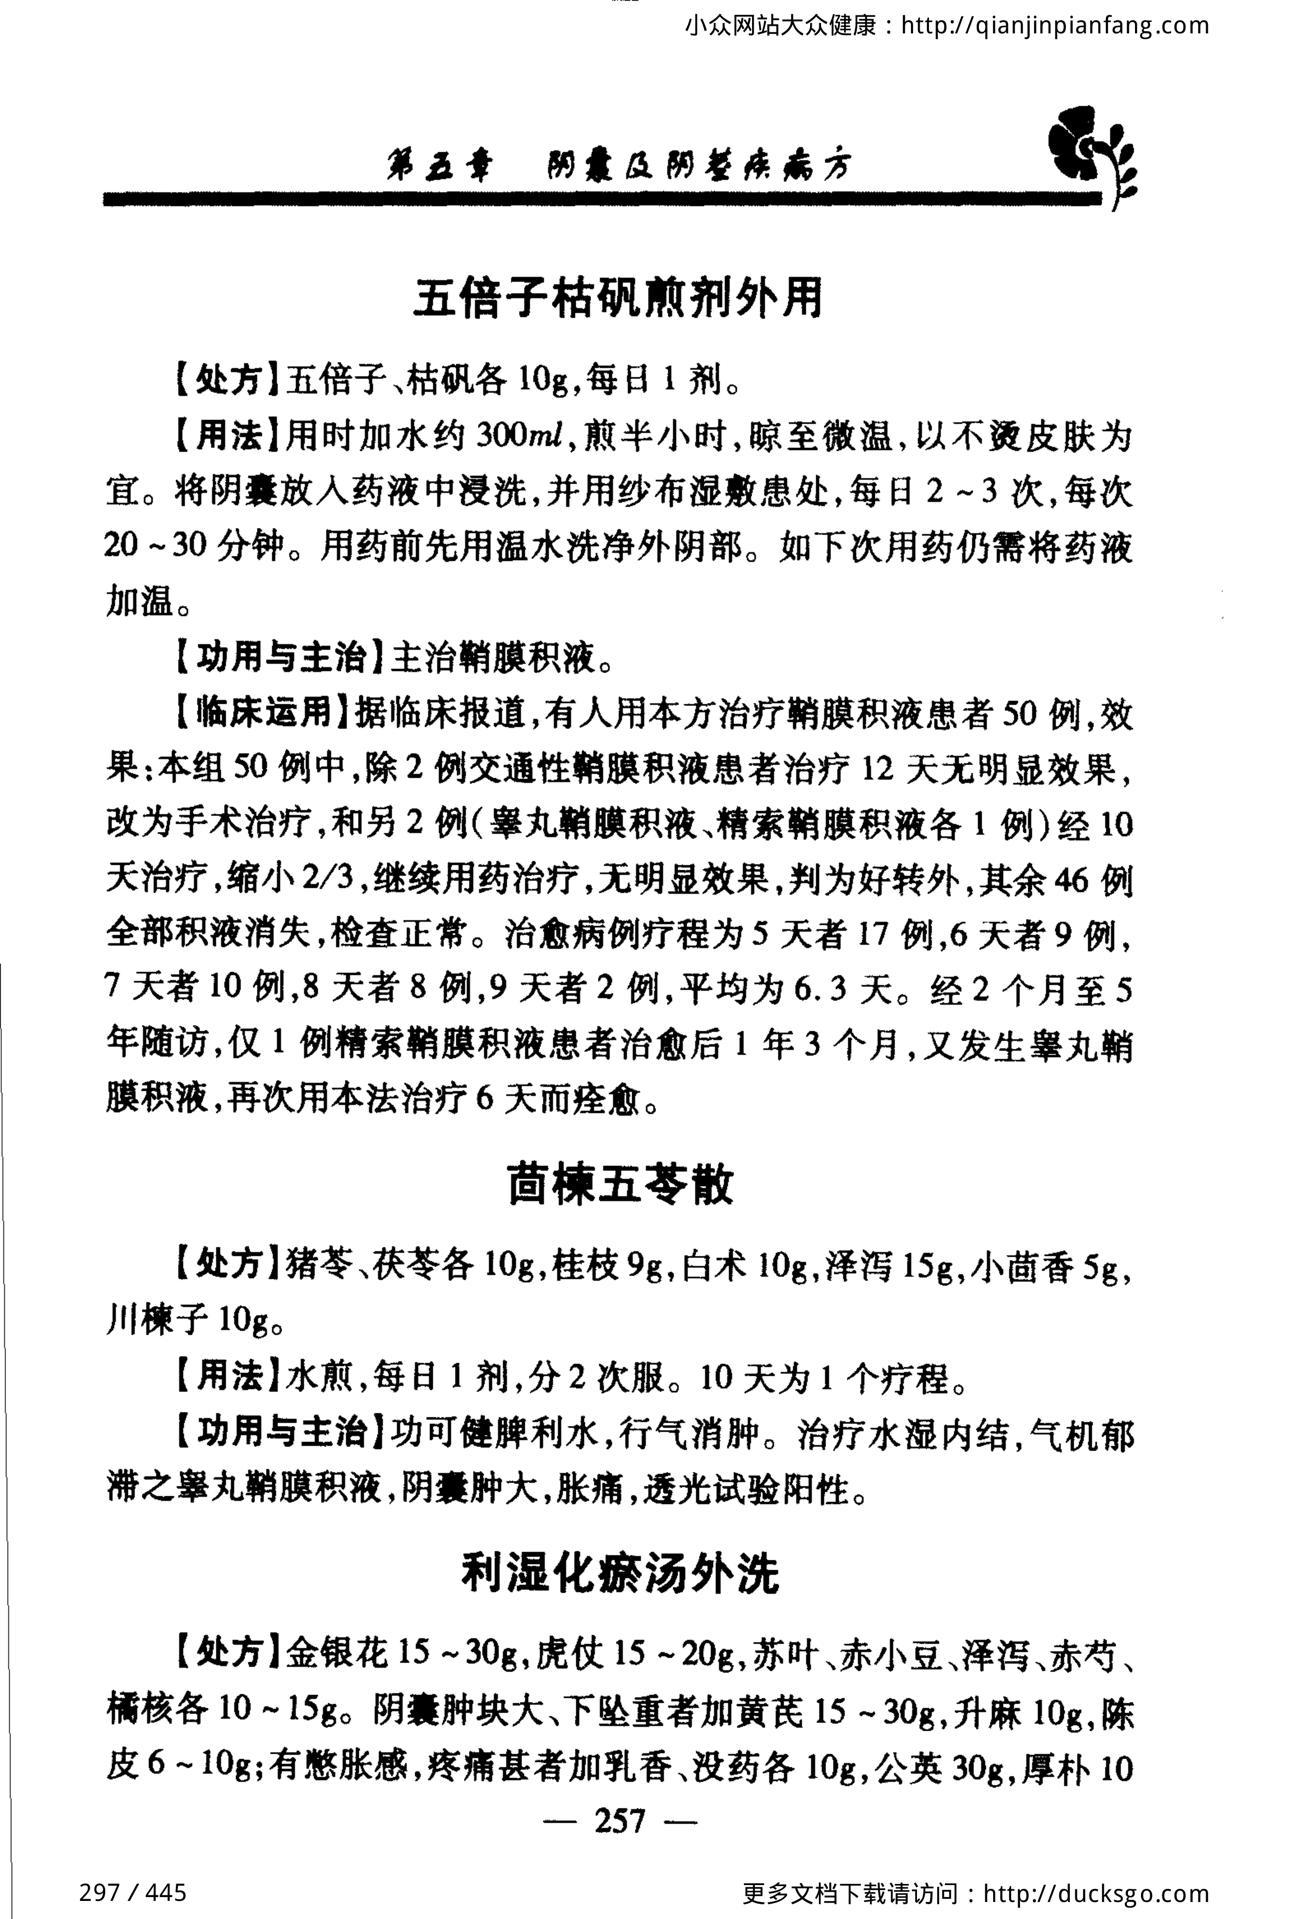 小众网站大众健康：http://qianjinpianfang.com
第五章 阴囊及阴茎疾病方
五倍子枯矾煎剂外用
【处方】五倍子、枯矾各 10g,每日 1 剂。
【用法】用时加水约 300ml,煎半小时,晾至微温,以不烫皮肤为
宜。将阴囊放入药液中浸洗,并用纱布湿敷患处,每日 2 ~ 3 次,每次
20 ~ 30 分钟。用药前先用温水洗净外阴部。如下次用药仍需将药液
加温。
【功用与主治】主治鞘膜积液。
【临床运用】据临床报道,有人用本方治疗鞘膜积液患者 50 例,效
果:本组 50 例中,除 2 例交通性鞘膜积液患者治疗 12 天无明显效果,
改为手术治疗,和另 2 例(睾丸鞘膜积液、精索鞘膜积液各 1 例)经 10
天治疗,缩小 2/3,继续用药治疗,无明显效果,判为好转外,其余 46 例
全部积液消失,检查正常。治愈病例疗程为 5 天者 17 例,6 天者 9 例,
7 天者 10 例,8 天者 8 例,9 天者 2 例,平均为 6. 3 天。经 2 个月至 5
年随访,仅 1 例精索鞘膜积液患者治愈后 1 年 3 个月,又发生睾丸鞘
膜积液,再次用本法治疗 6 天而痊愈。
茴楝五苓散
【处方】猪苓、茯苓各 10g,桂枝 9g,白术 10g,泽泻 15g,小茴香 5g,
川楝子 10g。
【用法】水煎,每日 1 剂,分 2 次服。10 天为 1 个疗程。
【功用与主治】功可健脾利水,行气消肿。治疗水湿内结,气机郁
滞之睾丸鞘膜积液,阴囊肿大,胀痛,透光试验阳性。
利湿化瘀汤外洗
【处方】金银花 15 ~ 30g,虎仗 15 ~ 20g,苏叶、赤小豆、泽泻、赤芍、
橘核各 10 ~ 15g。阴囊肿块大、下坠重者加黄芪 15 ~ 30g,升麻 10g,陈
皮 6 ~ 10g;有憋胀感,疼痛甚者加乳香、没药各 10g,公英 30g,厚朴 10
— 257 —
297 / 445
更多文档下载请访问：http://ducksgo.com